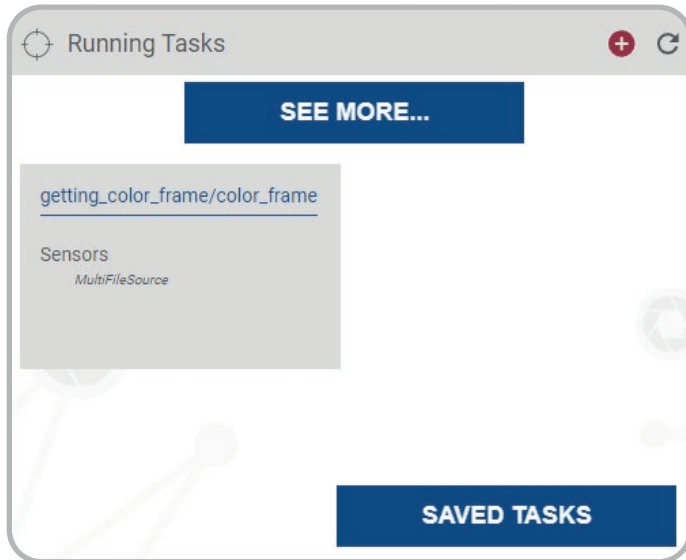 Running Tasks
SEE MORE...
getting_color_frame/color_frame
Sensors
MultiFileSource
SAVED TASKS